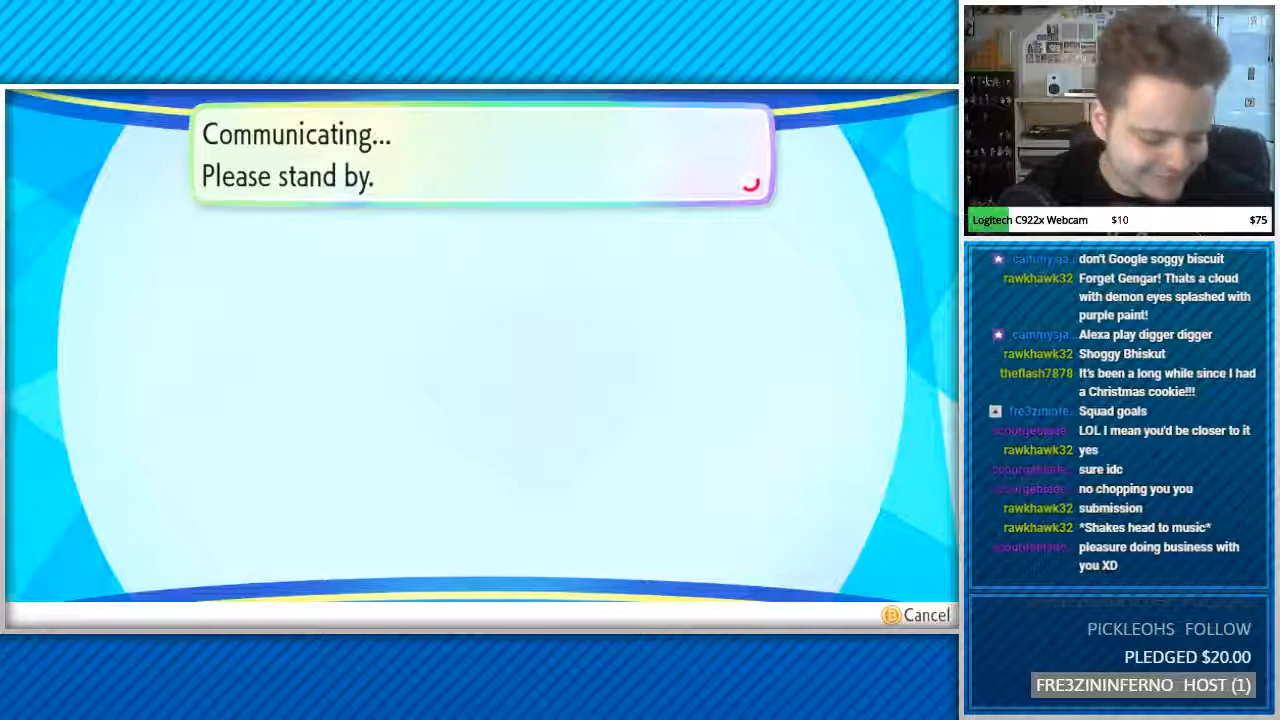 Communicating...
Please stand by.
Cancel
Logitech C922x Webcam $10 $75
don't Google soggy biscuit
rawkhawk32 Forget Gengar! Thats a cloud
with demon eyes splashed with
purple paint!
Alexa play digger digger
rawkhawk32 Shoggy Bhiskut
theflash7878 It's been a long while since I had
a Christmas cookie!!!
fre3zininfe... Squad goals
LOL I mean you'd be closer to it
rawkhawk32 yes
sure idc
no chopping you you
rawkhawk32 submission
rawkhawk32 *Shakes head to music*
pleasure doing business with
you XD
PICKLEOHS FOLLOW
PLEDGED $20.00
FRE3ZININFERNO HOST (1)